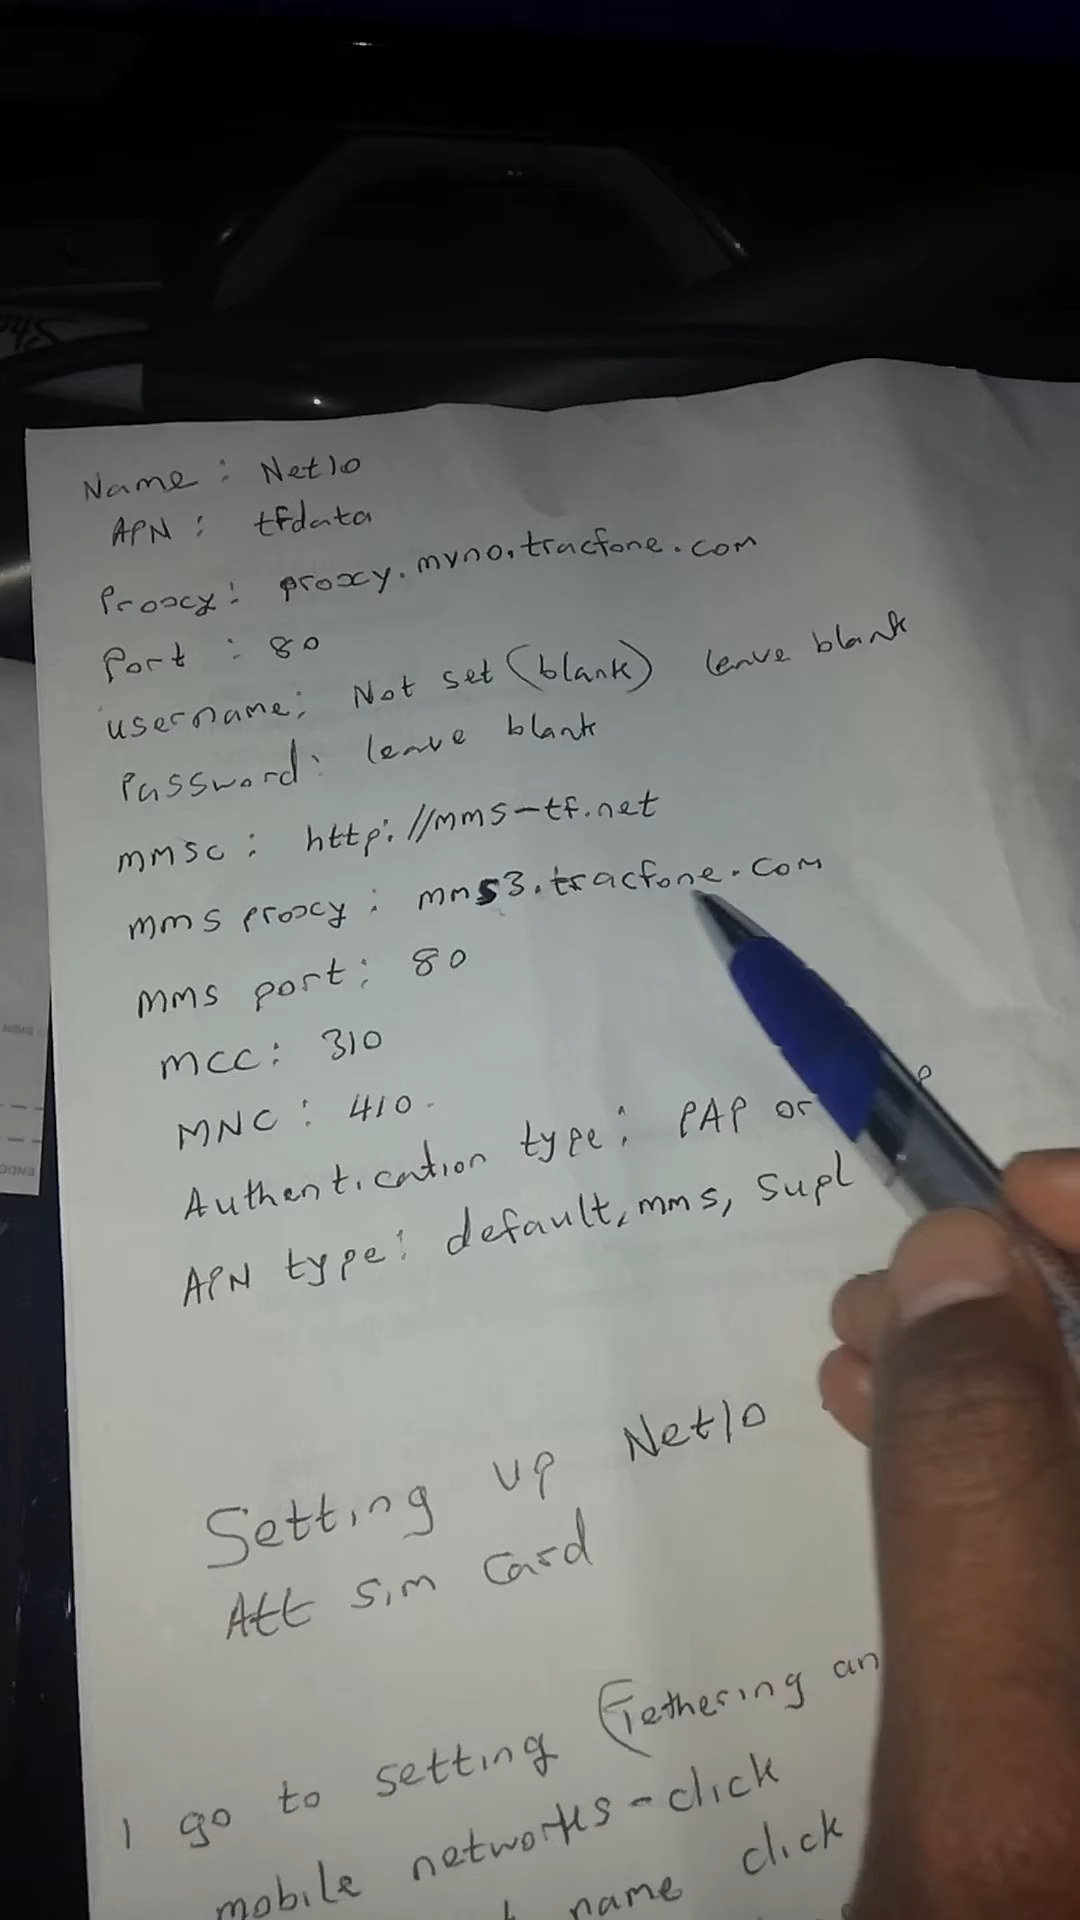 Name : Net10
APN : tfdata
Proxy: proxy.mvno.tracfone.com
Port : 80
username: Not set (blank) leave blank
Password: leave blank
mmsc : http://mms-tf.net
mms proxy : mms3.tracfone.com
mms port: 80
MCC: 310
MNC: 410
Authentication type: PAP or
APN type: default, mms, supl
Setting up Net10
Att sim card
1 go to setting (Tethering an
mobile networks - click
name click